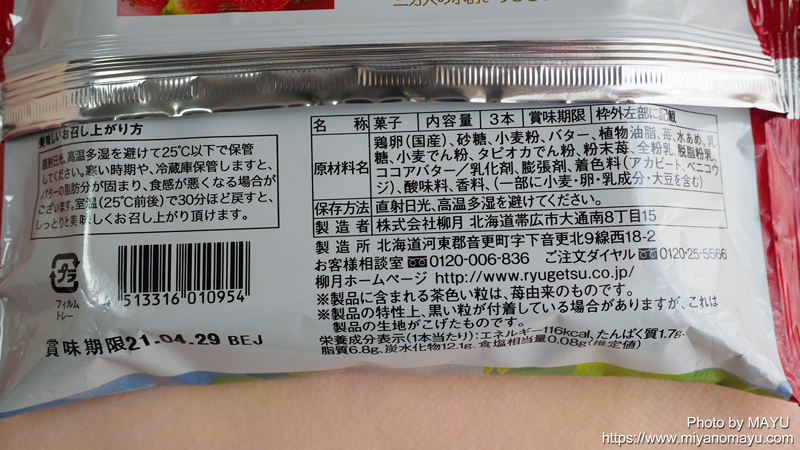 美味しいお召し上がり方
直射日光、高温多湿を避けて25℃以下で保管
してください。寒い時期や、冷蔵庫保管しますと、
バターの脂肪分が固まり、食感が悪くなる場合が
ございます。室温(25℃前後)で30分ほど戻すと、
しっとりと美味しくお召し上がり頂けます。
プラ
フィルム
トレー
513316 010954
賞味期限21.04.29 BEJ
名称 菓子 内容量 3本 賞味期限 枠外左部に記載
原材料名
鶏卵(国産)、砂糖、小麦粉、バター、植物油脂、苺、水あめ、乳
糖、小麦でん粉、タピオカでん粉、粉末苺、全粉乳、脱脂粉乳、
ココアバター/乳化剤、膨張剤、着色料(アカビート、ベニコウ
ジ)、酸味料、香料、(一部に小麦・卵・乳成分・大豆を含む)
保存方法 直射日光、高温多湿を避けてください。
製造者 株式会社柳月 北海道帯広市大通南8丁目15
製造所 北海道河東郡音更町字下音更北9線西18-2
お客様相談室 0120-006-836 ご注文ダイヤル 0120-25-5566
柳月ホームページ http://www.ryugetsu.co.jp/
※製品に含まれる茶色い粒は、苺由来のものです。
※製品の特性上、黒い粒が付着している場合がありますが、これは
製品の生地がこげたものです。
栄養成分表示(1本当たり):エネルギー116kcal、たんぱく質1.7g、
脂質6.8g、炭水化物12.1g、食塩相当量0.08g(推定値)
Photo by MAYU
https://www.miyanomayu.com/